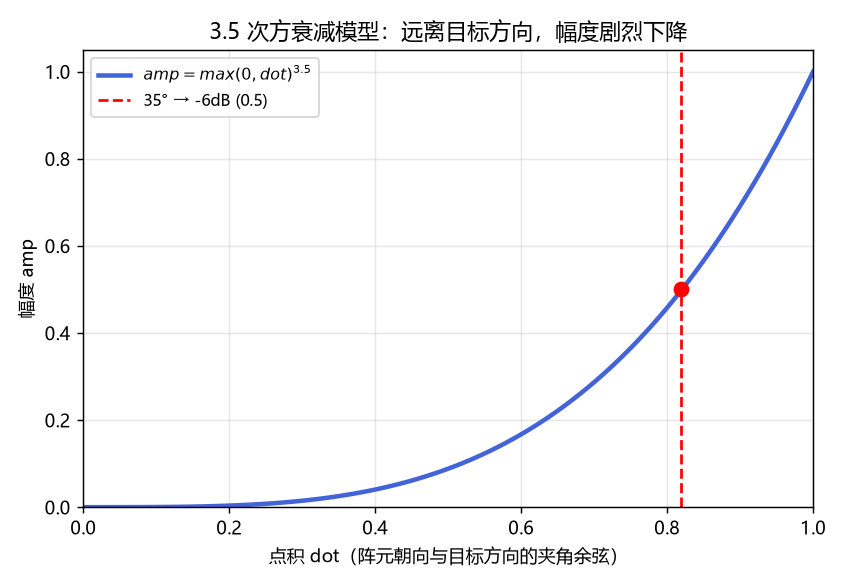 3.5 次方衰减模型：远离目标方向，幅度剧烈下降
amp = max(0, dot)^3.5
35° → -6dB (0.5)
1.0
0.8
0.6
0.4
0.2
0.0
幅度 amp
0.0 0.2 0.4 0.6 0.8 1.0
点积 dot（阵元朝向与目标方向的夹角余弦）